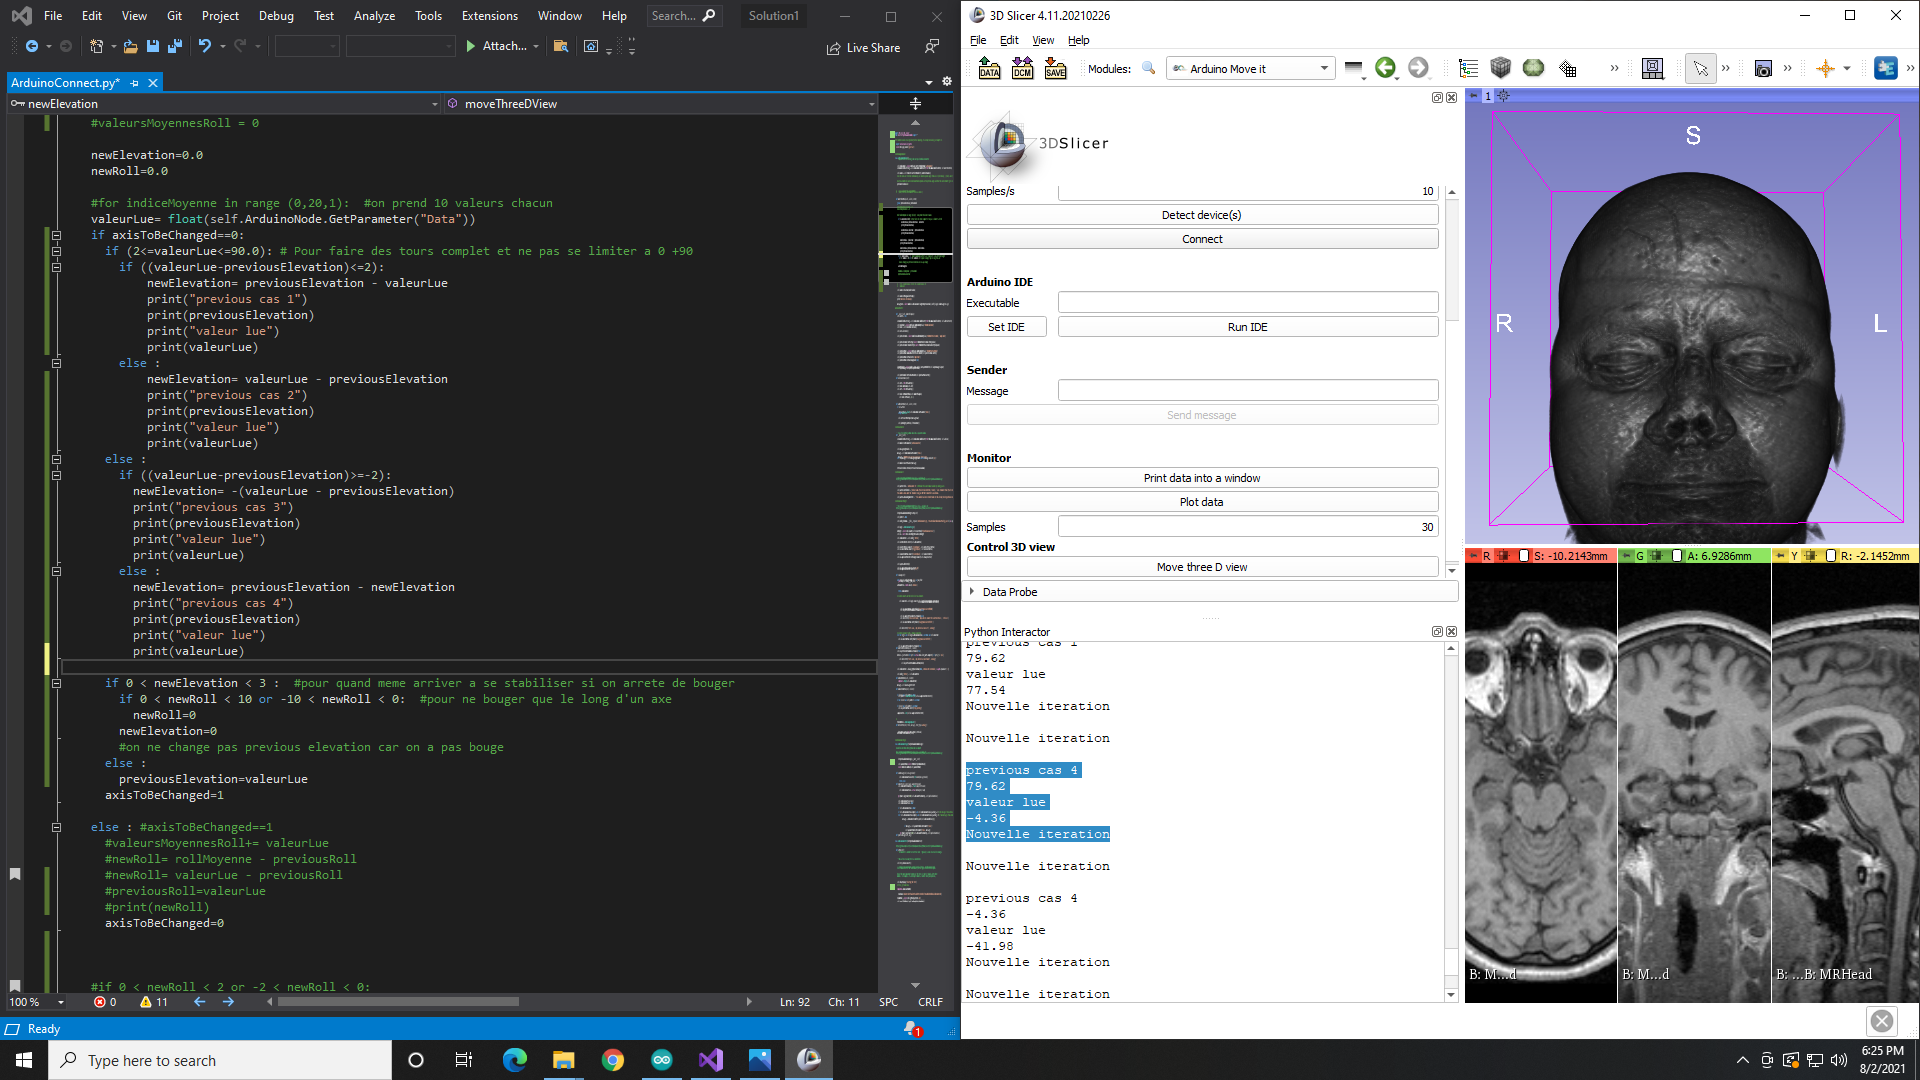 File Edit View Git Project Debug Test Analyze Tools Extensions Window Help Search... Solution1
Attach... Live Share
ArduinoConnect.py*
newElevation moveThreeDView
#valeursMoyennesRoll = 0
newElevation=0.0
newRoll=0.0
#for indiceMoyenne in range (0,20,1):  #on prend 10 valeurs chacun
valeurLue= float(self.ArduinoNode.GetParameter("Data"))
if axisToBeChanged==0:
if (2<=valeurLue<=90.0): # Pour faire des tours complet et ne pas se limiter a 0 +90
if ((valeurLue-previousElevation)<=2):
newElevation= previousElevation - valeurLue
print("previous cas 1")
print(previousElevation)
print("valeur lue")
print(valeurLue)
else :
newElevation= valeurLue - previousElevation
print("previous cas 2")
print(previousElevation)
print("valeur lue")
print(valeurLue)
else :
if ((valeurLue-previousElevation)>=-2):
newElevation= -(valeurLue - previousElevation)
print("previous cas 3")
print(previousElevation)
print("valeur lue")
print(valeurLue)
else :
newElevation= previousElevation - newElevation
print("previous cas 4")
print(previousElevation)
print("valeur lue")
print(valeurLue)
if 0 < newElevation < 3 :  #pour quand meme arriver a se stabiliser si on arrete de bouger
if 0 < newRoll < 10 or -10 < newRoll < 0:  #pour ne bouger que le long d'un axe
newRoll=0
newElevation=0
#on ne change pas previous elevation car on a pas bouge
else :
previousElevation=valeurLue
axisToBeChanged=1
else : #axisToBeChanged==1
#valeursMoyennesRoll+= valeurLue
#newRoll= rollMoyenne - previousRoll
#newRoll= valeurLue - previousRoll
#previousRoll=valeurLue
#print(newRoll)
axisToBeChanged=0
#if 0 < newRoll < 2 or -2 < newRoll < 0:
100 % 0 11 Ln: 92 Ch: 11 SPC CRLF
Ready 1
3D Slicer 4.11.20210226
File Edit View Help
DATA DCM SAVE Modules: Arduino Move it
3DSlicer
Samples/s 10
Detect device(s)
Connect
Arduino IDE
Executable
Set IDE Run IDE
Sender
Message
Send message
Monitor
Print data into a window
Plot data
Samples 30
Control 3D view
Move three D view
Data Probe
Python Interactor
previous cas 1
79.62
valeur lue
77.54
Nouvelle iteration
Nouvelle iteration
previous cas 4
79.62
valeur lue
-4.36
Nouvelle iteration
Nouvelle iteration
previous cas 4
-4.36
valeur lue
-41.98
Nouvelle iteration
Nouvelle iteration
1
S
R L
R S: -10.2143mm G A: 6.9286mm Y R: -2.1452mm
B: M...d B: M...d B: ...B: MRHead
Type here to search
6:25 PM
8/2/2021